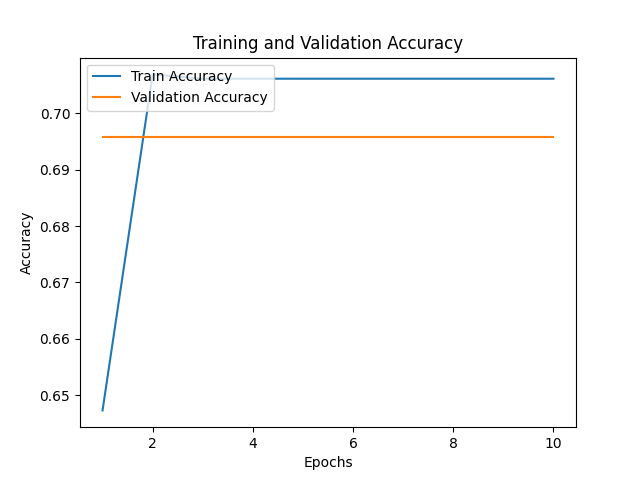 Training and Validation Accuracy
Train Accuracy
Validation Accuracy
0.70
0.69
0.68
0.67
0.66
0.65
Accuracy
2 4 6 8 10
Epochs